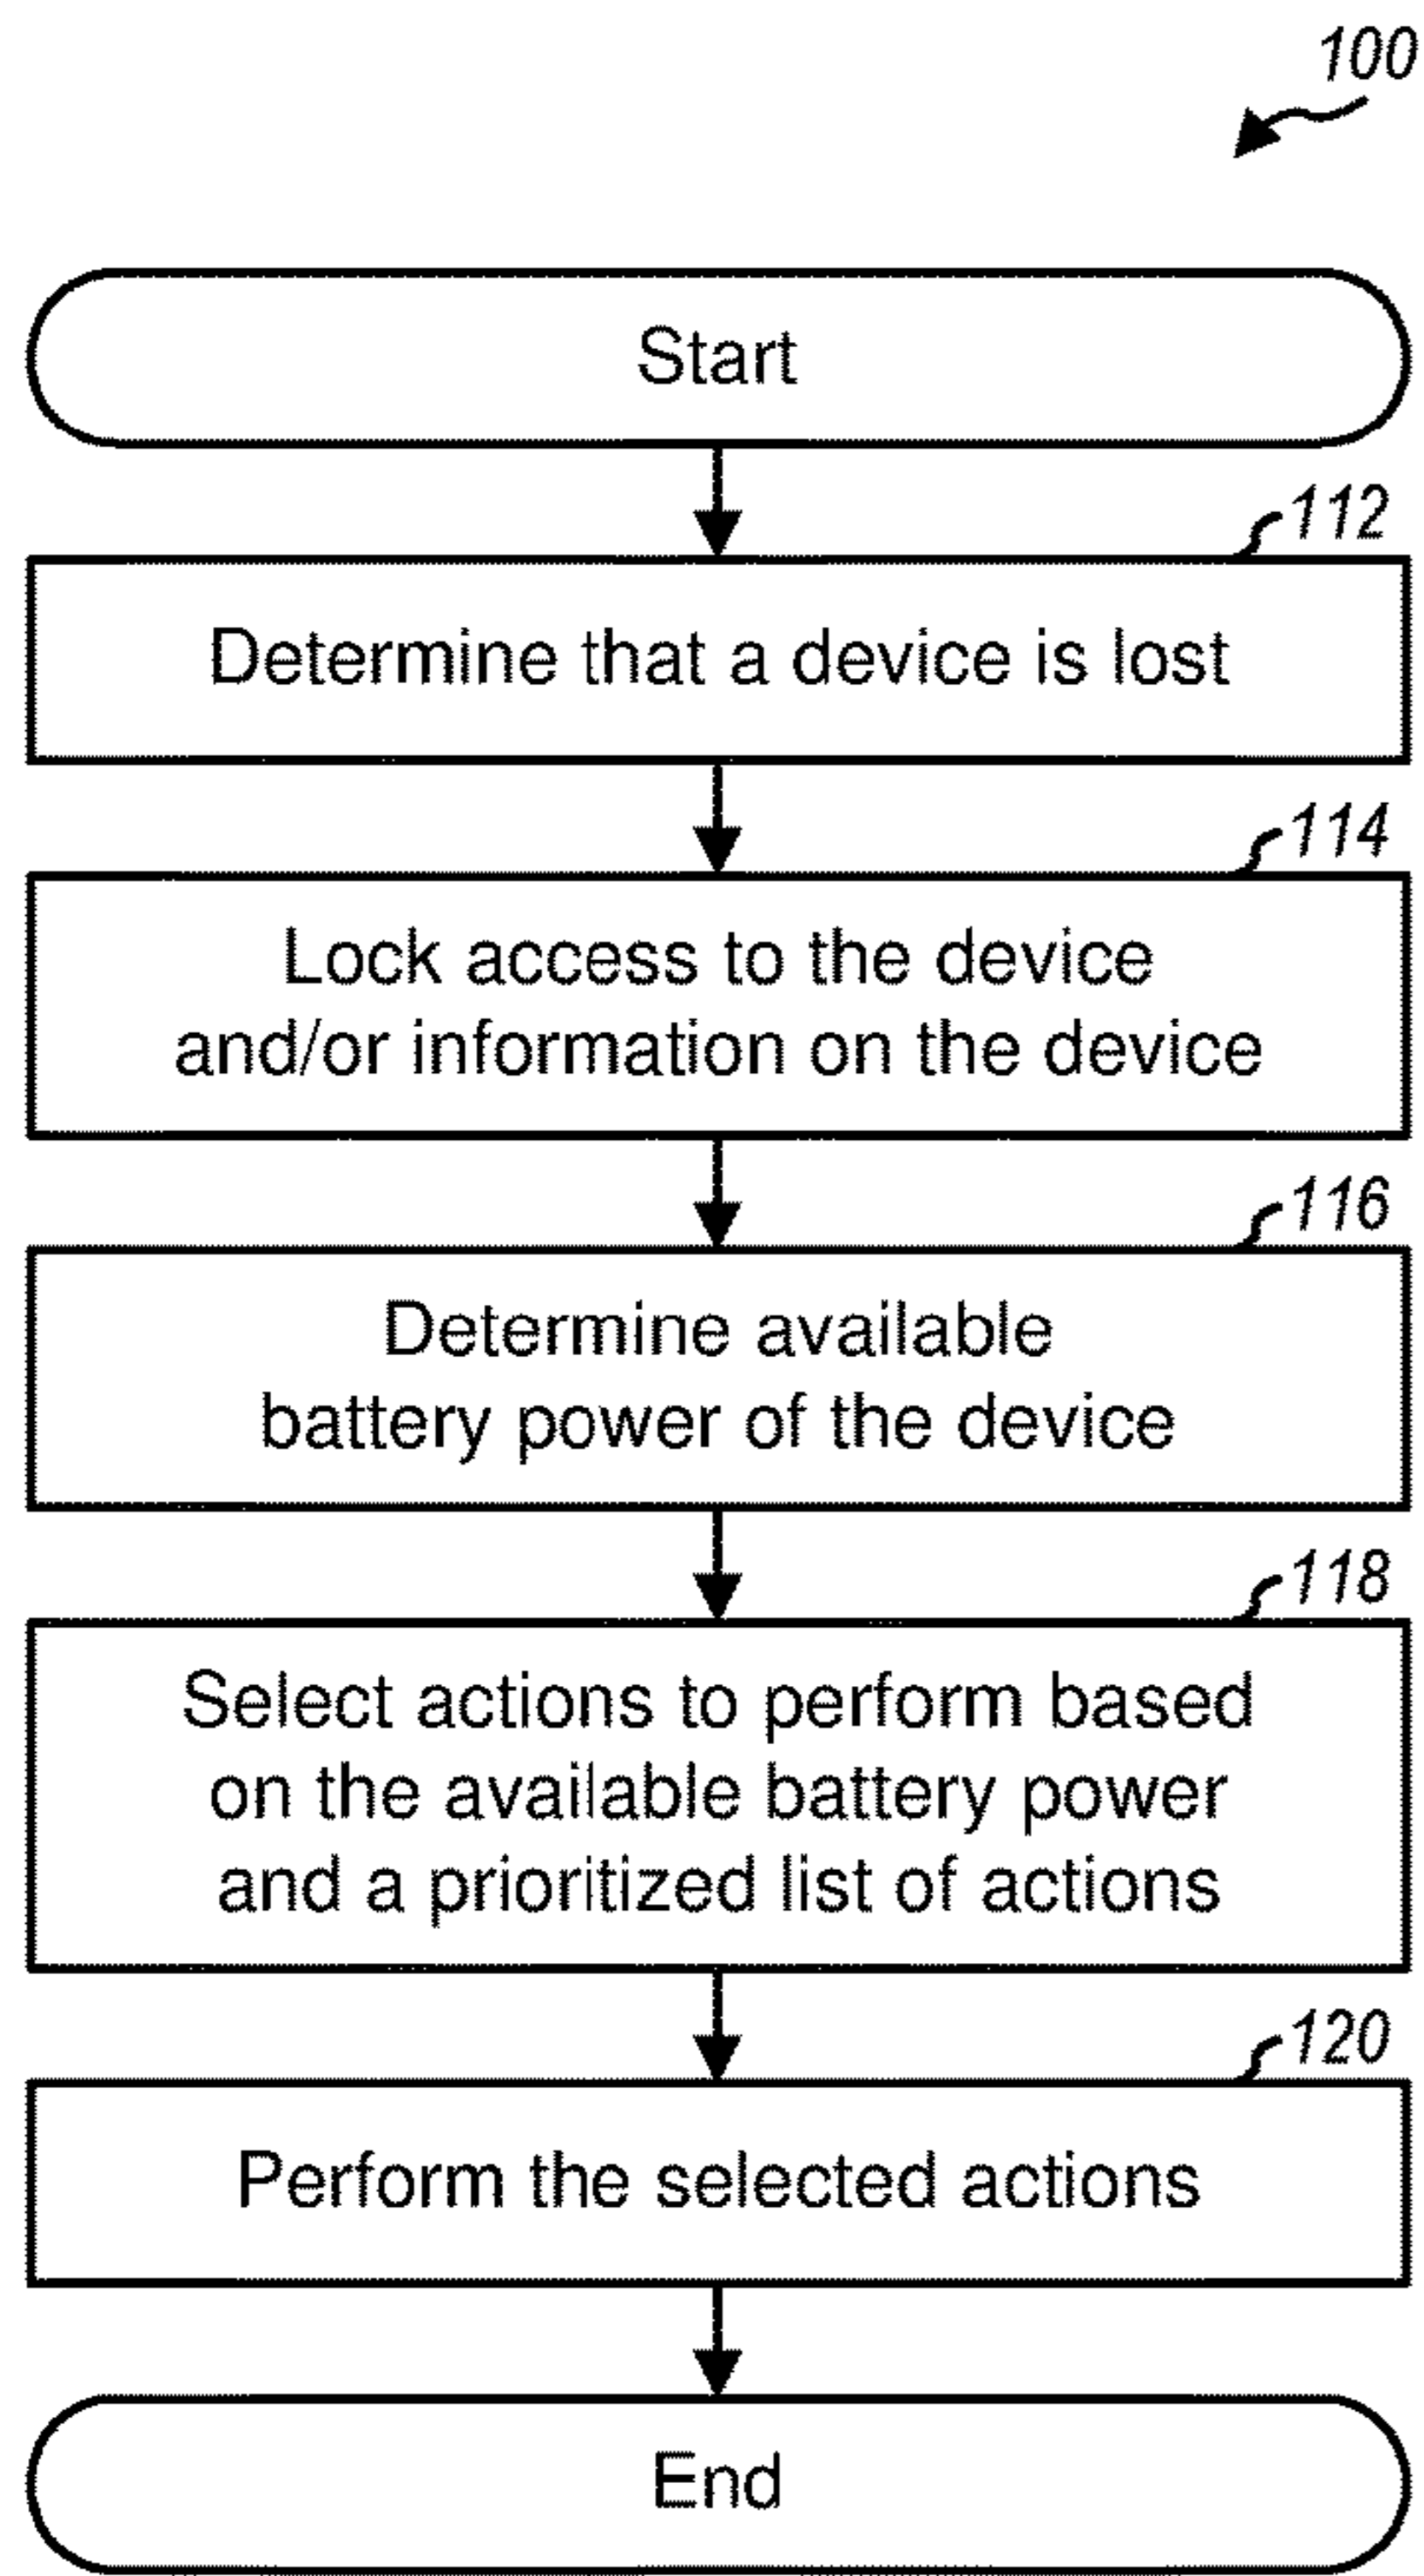 100
Start
112
Determine that a device is lost
114
Lock access to the device
and/or information on the device
116
Determine available
battery power of the device
118
Select actions to perform based
on the available battery power
and a prioritized list of actions
120
Perform the selected actions
End